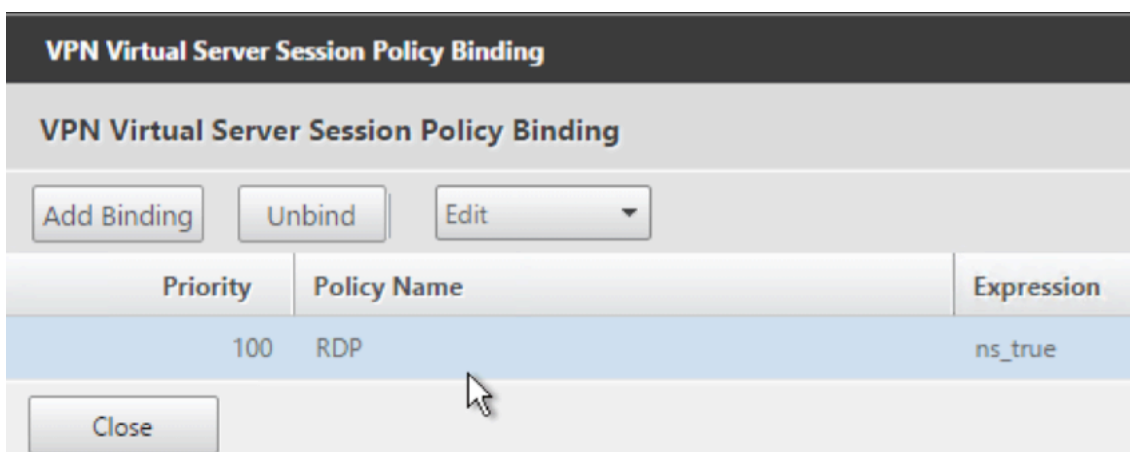 VPN Virtual Server Session Policy Binding
VPN Virtual Server Session Policy Binding
Add Binding Unbind Edit
Priority Policy Name Expression
100 RDP ns_true
Close